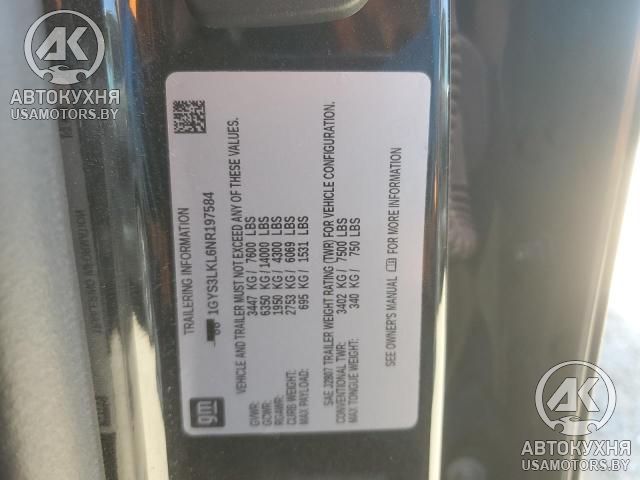 TRAILERING INFORMATION
1GYS3LKL6NR197584
VEHICLE AND TRAILER MUST NOT EXCEED ANY OF THESE VALUES.
GVWR: 3447 KG / 7600 LBS
GCWR: 6350 KG / 14000 LBS
RGAWR: 1950 KG / 4300 LBS
CURB WEIGHT: 2753 KG / 6069 LBS
MAX PAYLOAD: 695 KG / 1531 LBS
SAE J2807 TRAILER WEIGHT RATING (TWR) FOR VEHICLE CONFIGURATION.
CONVENTIONAL TWR: 3402 KG / 7500 LBS
MAX TONGUE WEIGHT: 340 KG / 750 LBS
SEE OWNER'S MANUAL FOR MORE INFORMATION
gm
AK
АВТОКУХНЯ
USAMOTORS.BY
AK
АВТОКУХНЯ
USAMOTORS.BY